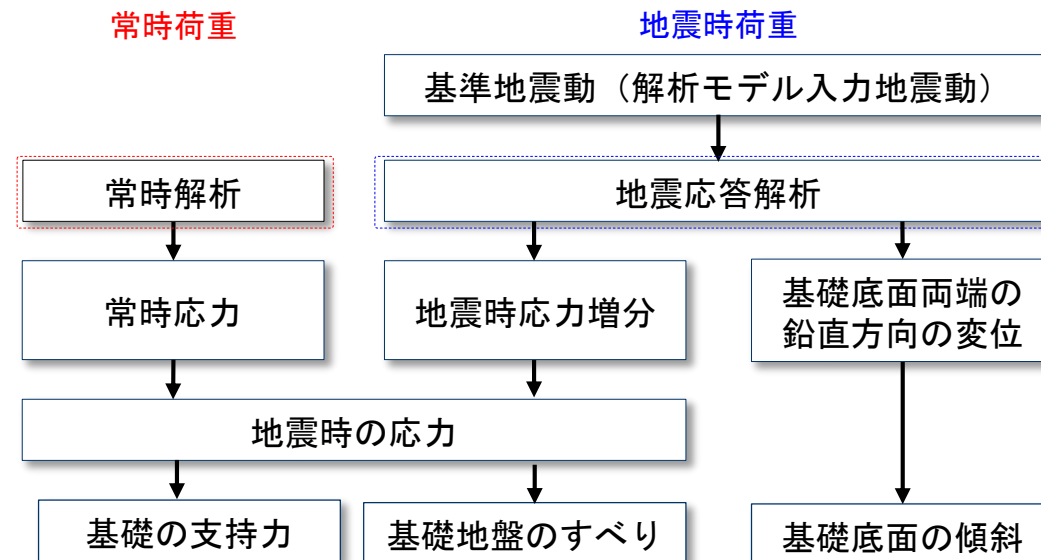 常時荷重
地震時荷重
基準地震動（解析モデル入力地震動）
常時解析
地震応答解析
常時応力
地震時応力増分
基礎底面両端の
鉛直方向の変位
地震時の応力
基礎の支持力
基礎地盤のすべり
基礎底面の傾斜